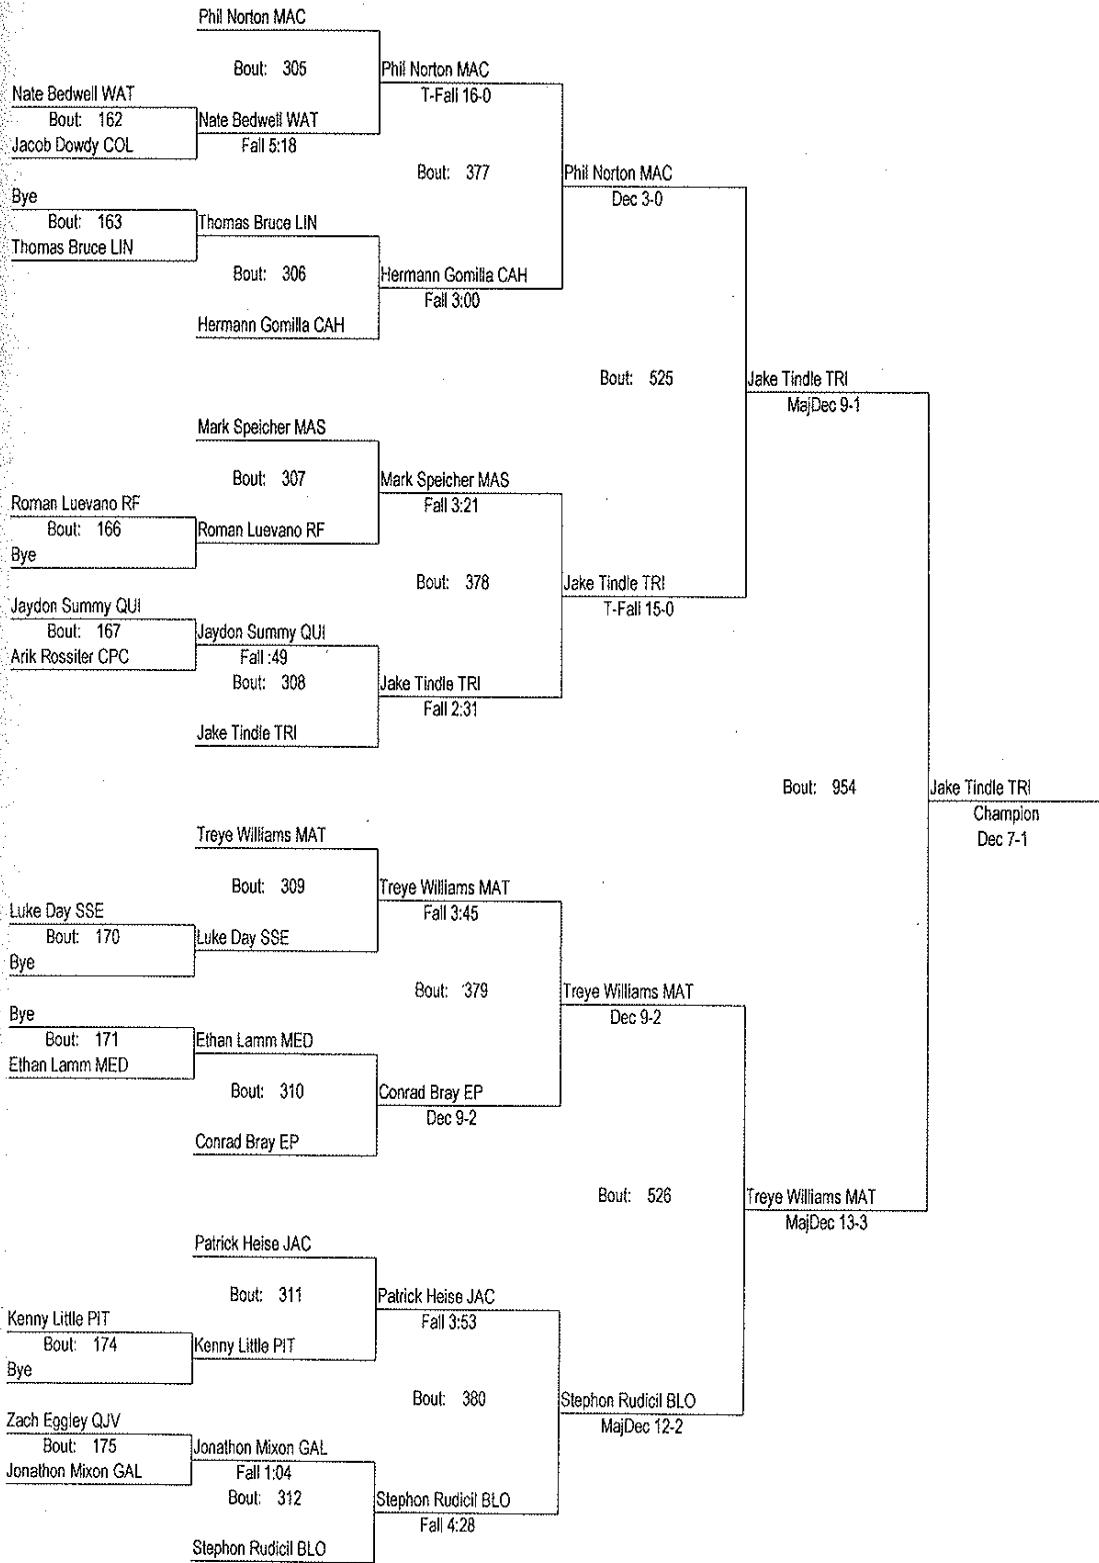 Phil Norton MAC
Bout: 305
Phil Norton MAC
T-Fall 16-0
Nate Bedwell WAT
Bout: 162
Jacob Dowdy COL
Nate Bedwell WAT
Fall 5:18
Bout: 377
Phil Norton MAC
Dec 3-0
Bye
Bout: 163
Thomas Bruce LIN
Thomas Bruce LIN
Bout: 306
Hermann Gomilla CAH
Fall 3:00
Hermann Gomilla CAH
Bout: 525
Jake Tindle TRI
MajDec 9-1
Mark Speicher MAS
Bout: 307
Mark Speicher MAS
Fall 3:21
Roman Luevano RF
Bout: 166
Bye
Roman Luevano RF
Bout: 378
Jake Tindle TRI
T-Fall 15-0
Jaydon Summy QUI
Bout: 167
Arik Rossiter CPC
Jaydon Summy QUI
Fall :49
Bout: 308
Jake Tindle TRI
Fall 2:31
Jake Tindle TRI
Bout: 954
Jake Tindle TRI
Champion
Dec 7-1
Treye Williams MAT
Bout: 309
Treye Williams MAT
Fall 3:45
Luke Day SSE
Bout: 170
Bye
Luke Day SSE
Bout: 379
Treye Williams MAT
Dec 9-2
Bye
Bout: 171
Ethan Lamm MED
Ethan Lamm MED
Bout: 310
Conrad Bray EP
Dec 9-2
Conrad Bray EP
Bout: 526
Treye Williams MAT
MajDec 13-3
Patrick Heise JAC
Bout: 311
Patrick Heise JAC
Fall 3:53
Kenny Little PIT
Bout: 174
Bye
Kenny Little PIT
Bout: 380
Stephon Rudicil BLO
MajDec 12-2
Zach Eggley QJV
Bout: 175
Jonathon Mixon GAL
Jonathon Mixon GAL
Fall 1:04
Bout: 312
Stephon Rudicil BLO
Fall 4:28
Stephon Rudicil BLO